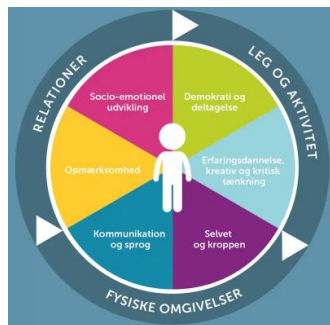 RELATIONER
LEG OG AKTIVITET
Socio-emotionel
udvikling
Demokrati og
deltagelse
Opmærksomhed
Erfaringsdannelse,
kreativ og kritisk
tænkning
Kommunikation
og sprog
Selvet
og kroppen
FYSISKE OMGIVELSER